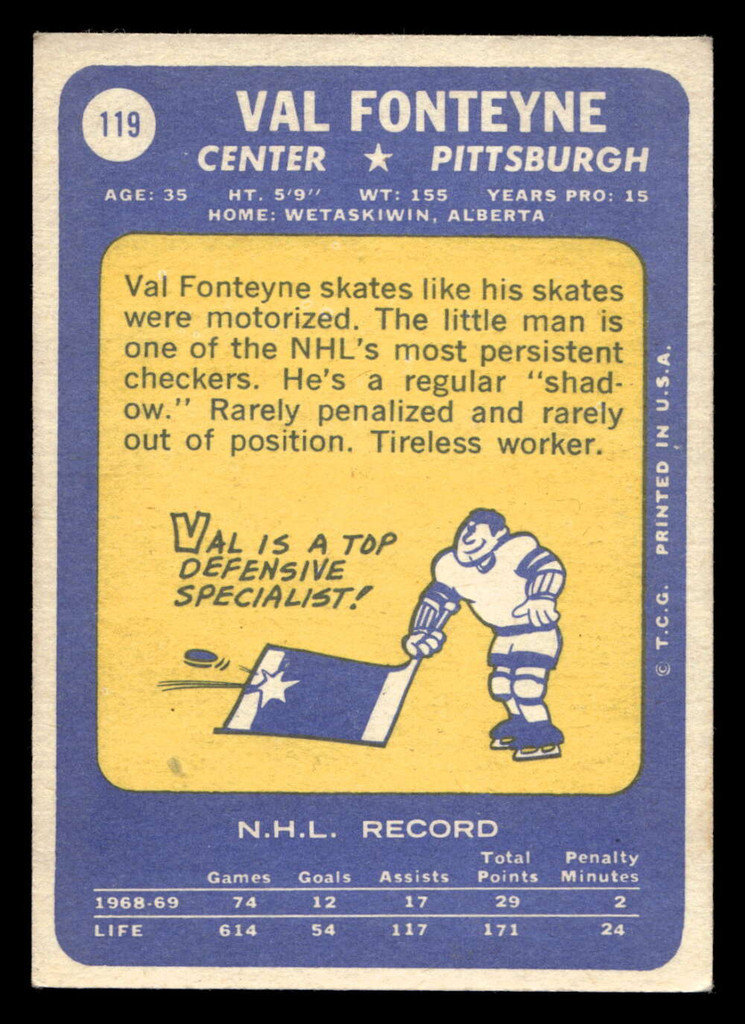 119
VAL FONTEYNE
CENTER ★ PITTSBURGH
AGE: 35 HT. 5'9" WT: 155 YEARS PRO: 15
HOME: WETASKIWIN, ALBERTA
Val Fonteyne skates like his skates
were motorized. The little man is
one of the NHL's most persistent
checkers. He's a regular "shad-
ow." Rarely penalized and rarely
out of position. Tireless worker.
VAL IS A TOP
DEFENSIVE
SPECIALIST!
© T.C.G. PRINTED IN U.S.A.
N.H.L. RECORD
Total Penalty
Games Goals Assists Points Minutes
1968-69 74 12 17 29 2
LIFE 614 54 117 171 24